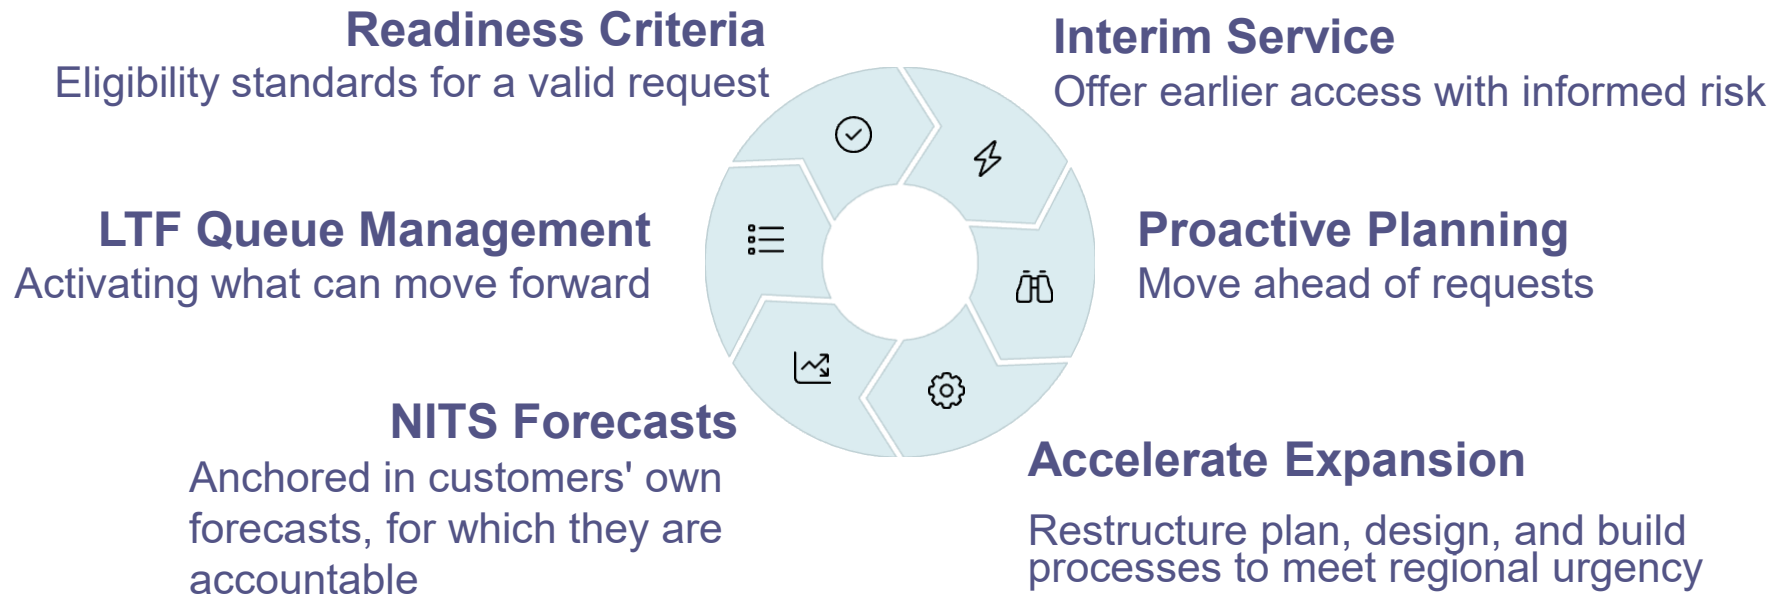 Readiness Criteria
Eligibility standards for a valid request
Interim Service
Offer earlier access with informed risk
LTF Queue Management
Activating what can move forward
Proactive Planning
Move ahead of requests
NITS Forecasts
Anchored in customers' own
forecasts, for which they are
accountable
Accelerate Expansion
Restructure plan, design, and build
processes to meet regional urgency